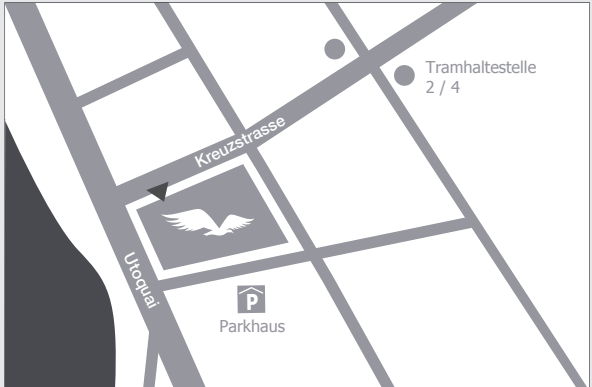 Tramhaltestelle
2 / 4
Kreuzstrasse
Utoquai
P
Parkhaus